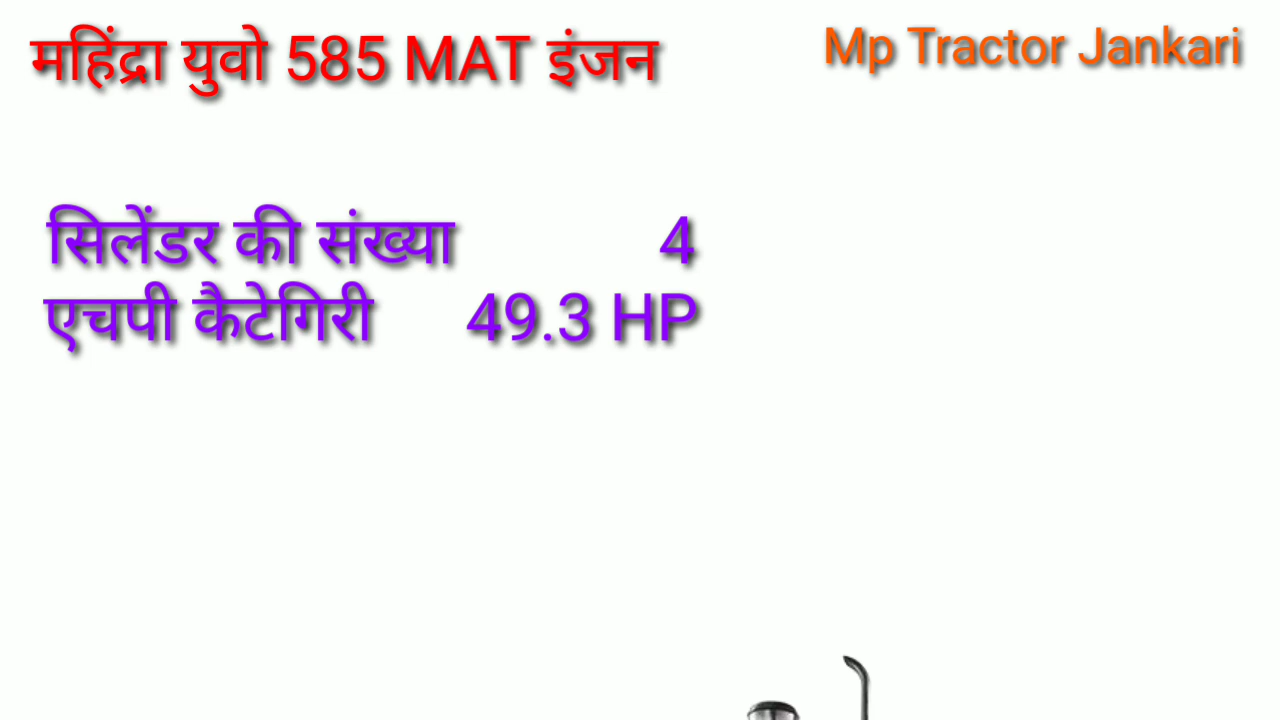 महिंद्रा युवो 585 MAT इंजन
Mp Tractor Jankari
सिलेंडर की संख्या 4
एचपी कैटेगिरी 49.3 HP